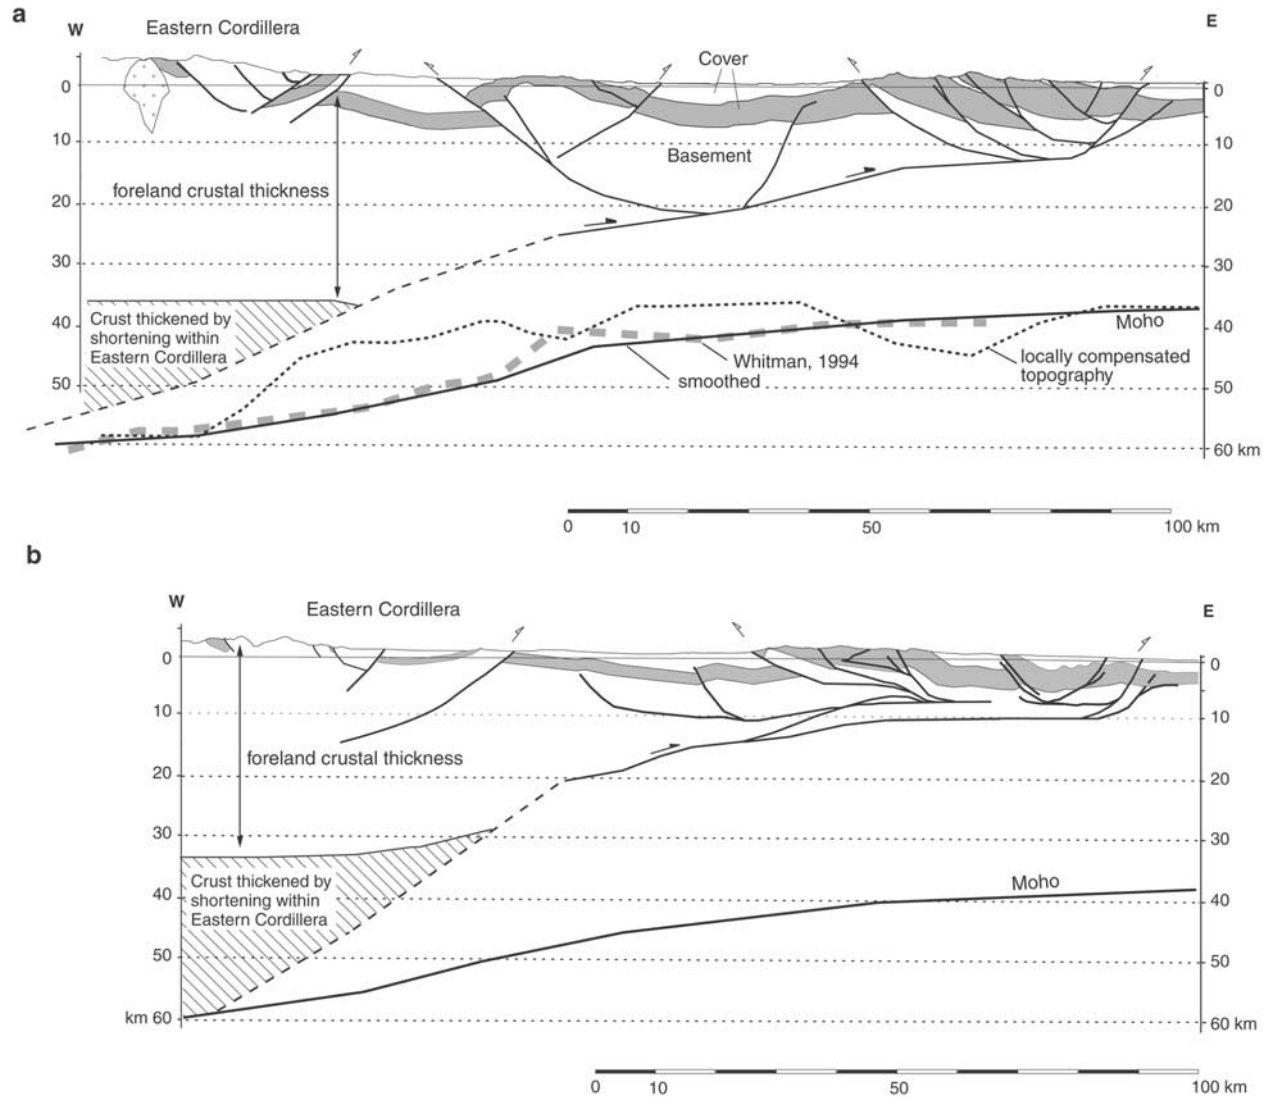 a
W
Eastern Cordillera
E
Cover
0
0
10
Basement
10
foreland crustal thickness
20
20
30
30
Crust thickened by
shortening within
Eastern Cordillera
40
40
Moho
Whitman, 1994
locally compensated
topography
smoothed
50
50
60 km
0
10
50
100 km
b
W
Eastern Cordillera
E
0
0
10
10
foreland crustal thickness
20
20
30
30
Crust thickened by
shortening within
Eastern Cordillera
Moho
40
40
50
50
km 60
60 km
0
10
50
100 km